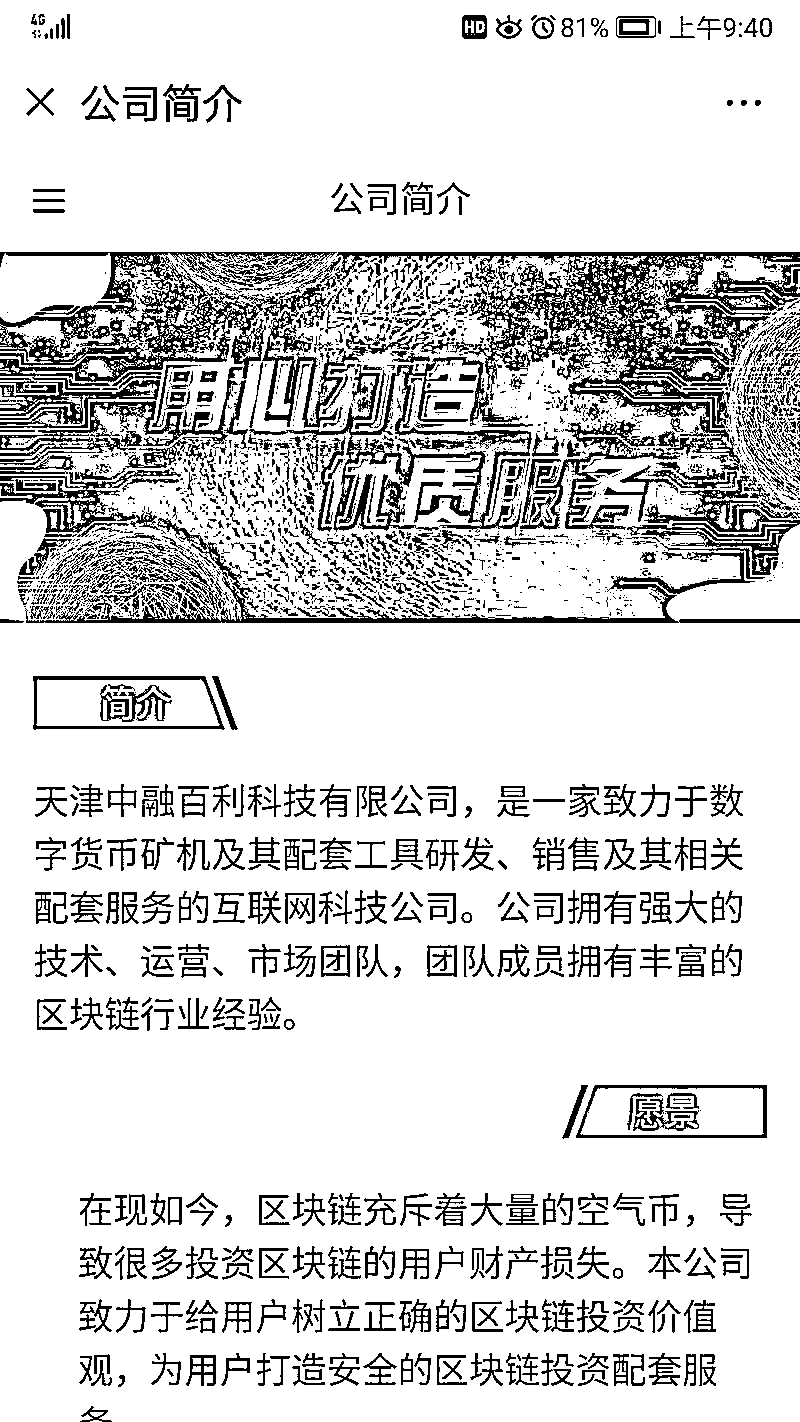 4G HD 81% 上午9:40
公司简介
公司简介
用心打造
优质服务
简介
天津中融百利科技有限公司，是一家致力于数
字货币矿机及其配套工具研发、销售及其相关
配套服务的互联网科技公司。公司拥有强大的
技术、运营、市场团队，团队成员拥有丰富的
区块链行业经验。
愿景
在现如今，区块链充斥着大量的空气币，导
致很多投资区块链的用户财产损失。本公司
致力于给用户树立正确的区块链投资价值
观，为用户打造安全的区块链投资配套服